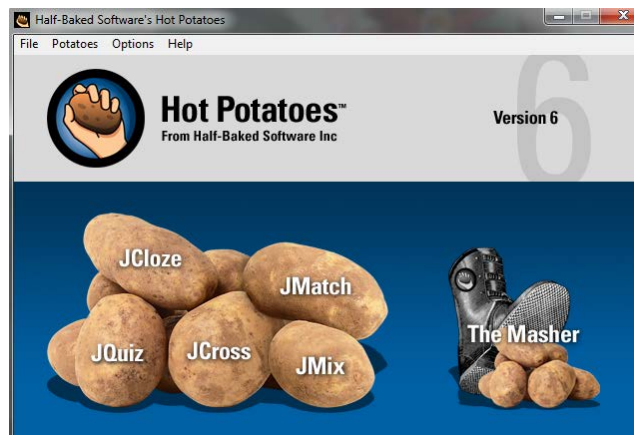 Half-Baked Software's Hot Potatoes
File Potatoes Options Help
Hot Potatoes™
From Half-Baked Software Inc
6
Version 6
JCloze
JMatch
The Masher
JQuiz
JCross
JMix